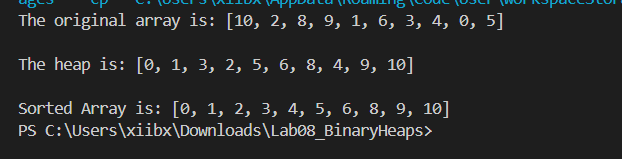 The original array is: [10, 2, 8, 9, 1, 6, 3, 4, 0, 5]
The heap is: [0, 1, 3, 2, 5, 6, 8, 4, 9, 10]
Sorted Array is: [0, 1, 2, 3, 4, 5, 6, 8, 9, 10]
PS C:\Users\xiibx\Downloads\Lab08_BinaryHeaps>